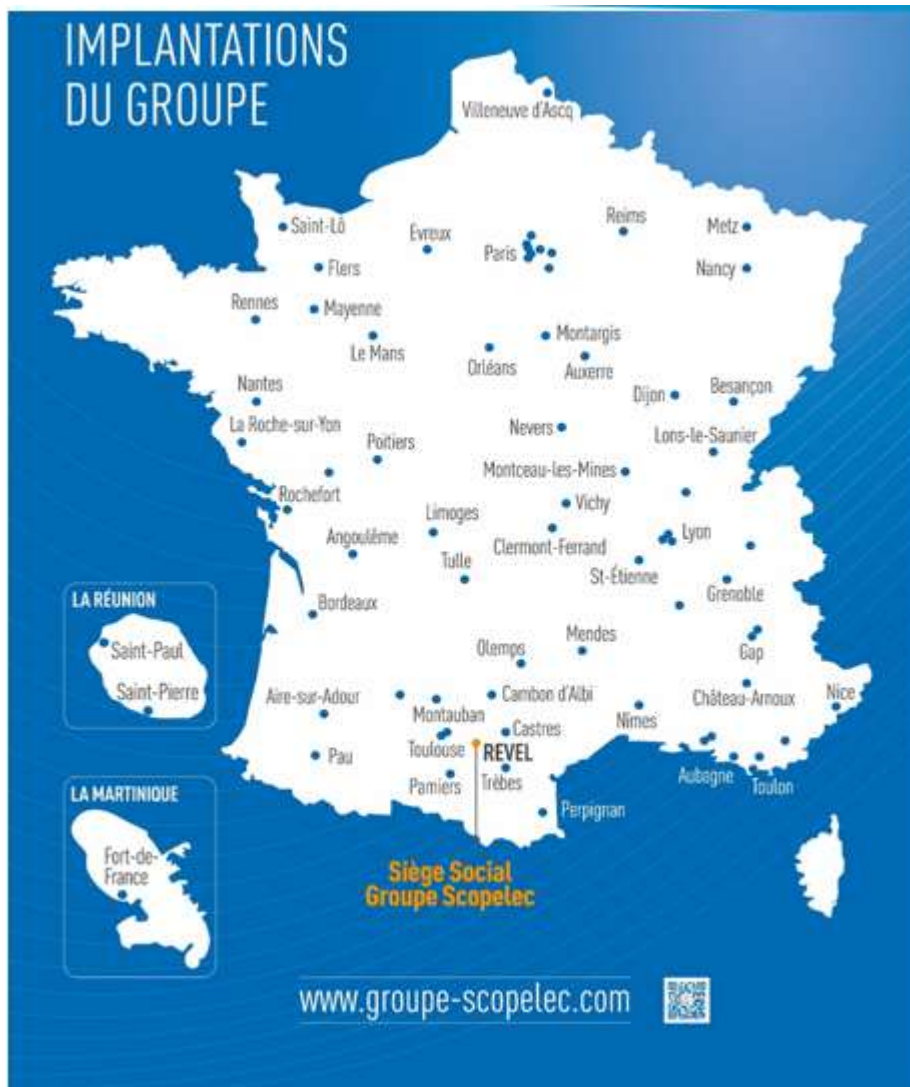 IMPLANTATIONS
DU GROUPE
Villeneuve d'Ascq
Saint-Lô
Evreux
Paris
Reims
Metz
Flers
Nancy
Rennes
Mayenne
Le Mans
Orléans
Montargis
Auxerre
Nantes
Dijon
Besançon
La Roche-sur-Yon
Poitiers
Nevers
Lons-le-Saunier
Montceau-les-Mines
Rochefort
Limoges
Vichy
Angoulême
Clermont-Ferrand
Lyon
Tulle
St-Étienne
Grenoble
LA RÉUNION
Saint-Paul
Saint-Pierre
Bordeaux
Olemps
Mendes
Gap
Aire-sur-Adour
Montauban
Cambon d'Albi
Château-Arnoux
Nice
Nîmes
Toulouse
Castres
REVEL
Pau
Pamiers
Trèbes
Aubagne
Toulon
Perpignan
LA MARTINIQUE
Fort-de-
France
Siège Social
Groupe Scopelec
www.groupe-scopelec.com